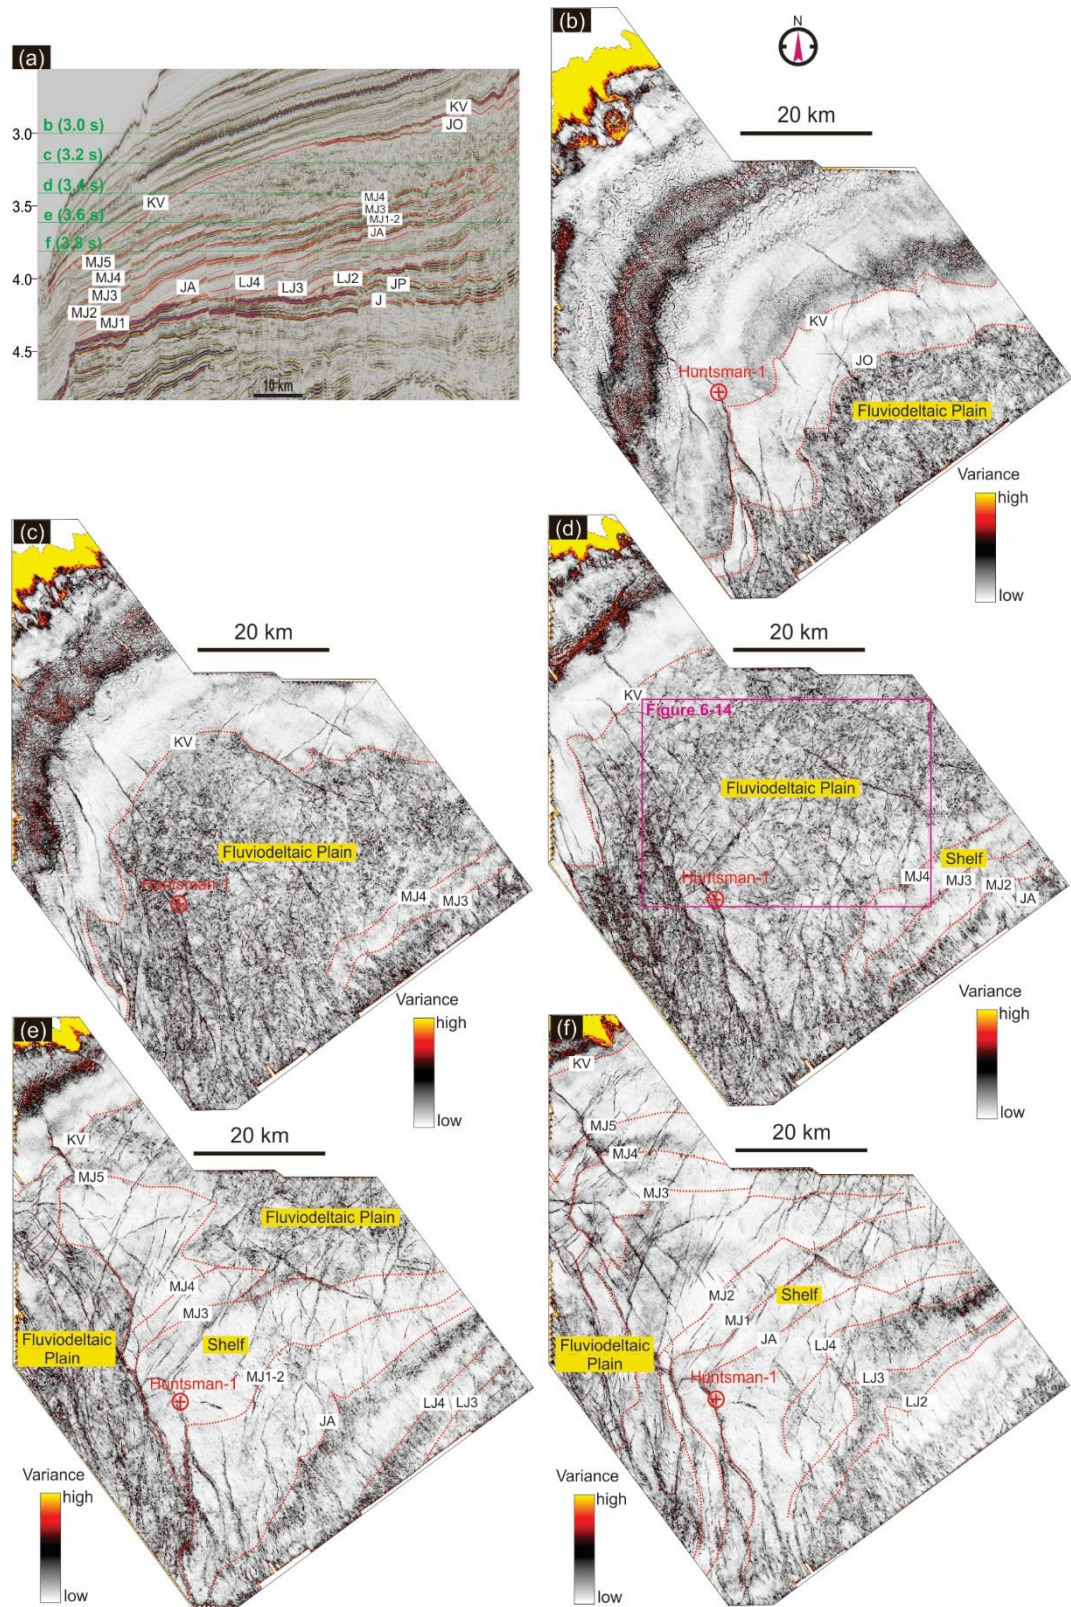 (a)
KV
JO
b (3.0 s)
3.0
c (3.2 s)
d (3.4 s)
KV
3.5
MJ4
MJ3
MJ1-2
JA
e (3.6 s)
f (3.8 s)
MJ5
MJ4
MJ3
MJ2
MJ1
4.0
JA
LJ4
LJ3
LJ2
JP
J
4.5
10 km
(b)
N
20 km
KV
JO
Huntsman-1
Fluviodeltaic Plain
Variance
high
low
(c)
20 km
KV
Fluviodeltaic Plain
Huntsman-1
MJ4
MJ3
Variance
high
low
(d)
20 km
KV
Figure 6-14
Fluviodeltaic Plain
Shelf
Huntsman-1
MJ4
MJ3
MJ2
JA
Variance
high
low
(e)
20 km
KV
MJ5
Fluviodeltaic Plain
MJ4
MJ3
Fluviodeltaic
Plain
Shelf
Huntsman-1
MJ1-2
JA
LJ4
LJ3
Variance
high
low
(f)
20 km
KV
MJ5
MJ4
MJ3
MJ2
Shelf
MJ1
JA
LJ4
Fluviodeltaic
Plain
Huntsman-1
LJ3
LJ2
Variance
high
low